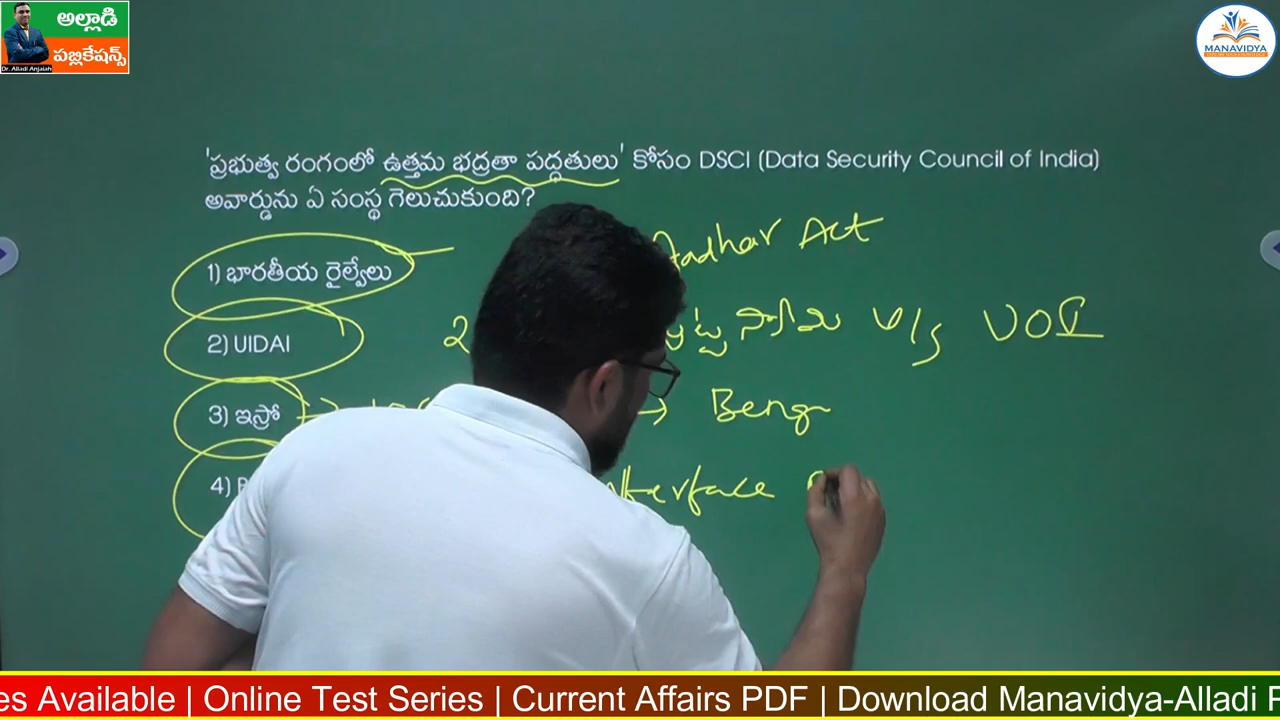 అల్లాడి
పబ్లికేషన్స్
Dr. Alladi Anjaiah
MANAVIDYA
'ప్రభుత్వ రంగంలో ఉత్తమ భద్రతా పద్ధతులు' కోసం DSCI (Data Security Council of India)
అవార్డును ఏ సంస్థ గెలుచుకుంది?
Aadhar Act
1) భారతీయ రైల్వేలు
2) UIDAI
v/s UOI
3) ఇస్రో
→ Beng
4)
nterface
es Available | Online Test Series | Current Affairs PDF | Download Manavidya-Alladi P